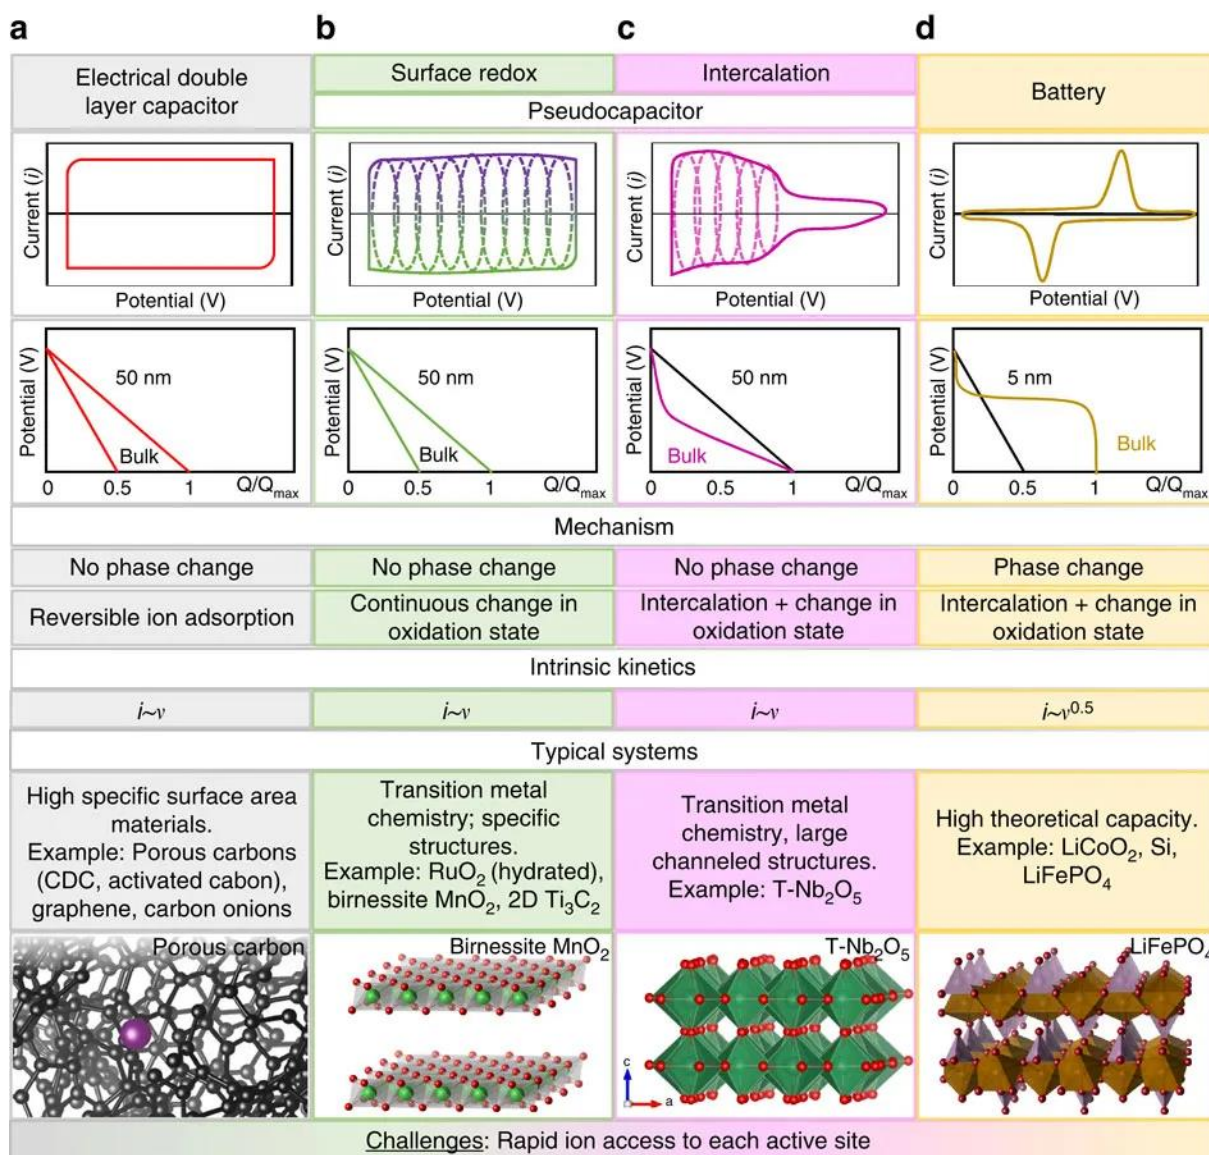 a
b
c
d
Electrical double
layer capacitor
Surface redox
Intercalation
Pseudocapacitor
Battery
Current (i)
Potential (V)
Current (i)
Potential (V)
Current (i)
Potential (V)
Current (i)
Potential (V)
Potential (V)
50 nm
Bulk
0 0.5 1 Q/Qmax
Potential (V)
50 nm
Bulk
0 0.5 1 Q/Qmax
Potential (V)
50 nm
Bulk
0 0.5 1 Q/Qmax
Potential (V)
5 nm
Bulk
0 0.5 1 Q/Qmax
Mechanism
No phase change
No phase change
No phase change
Phase change
Reversible ion adsorption
Continuous change in
oxidation state
Intercalation + change in
oxidation state
Intercalation + change in
oxidation state
Intrinsic kinetics
i~v
i~v
i~v
i~v^0.5
Typical systems
High specific surface area
materials.
Example: Porous carbons
(CDC, activated cabon),
graphene, carbon onions
Transition metal
chemistry; specific
structures.
Example: RuO₂ (hydrated),
birnessite MnO₂, 2D Ti₃C₂
Transition metal
chemistry, large
channeled structures.
Example: T-Nb₂O₅
High theoretical capacity.
Example: LiCoO₂, Si,
LiFePO₄
Porous carbon
Birnessite MnO₂
T-Nb₂O₅
c
a
LiFePO₄
Challenges: Rapid ion access to each active site